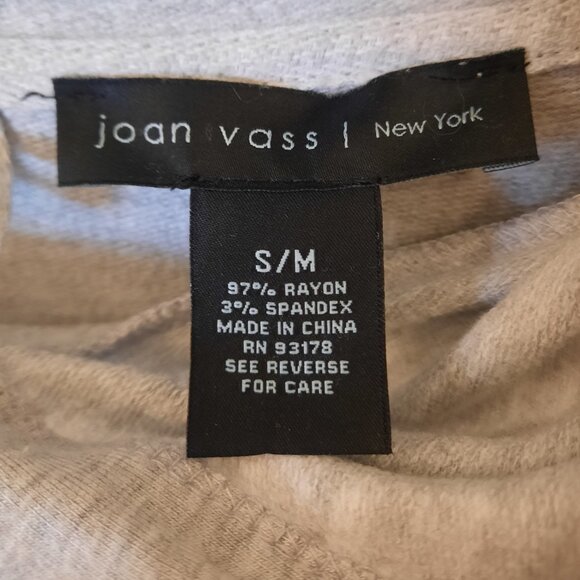 joan vass | New York
S/M
97% RAYON
3% SPANDEX
MADE IN CHINA
RN 93178
SEE REVERSE
FOR CARE